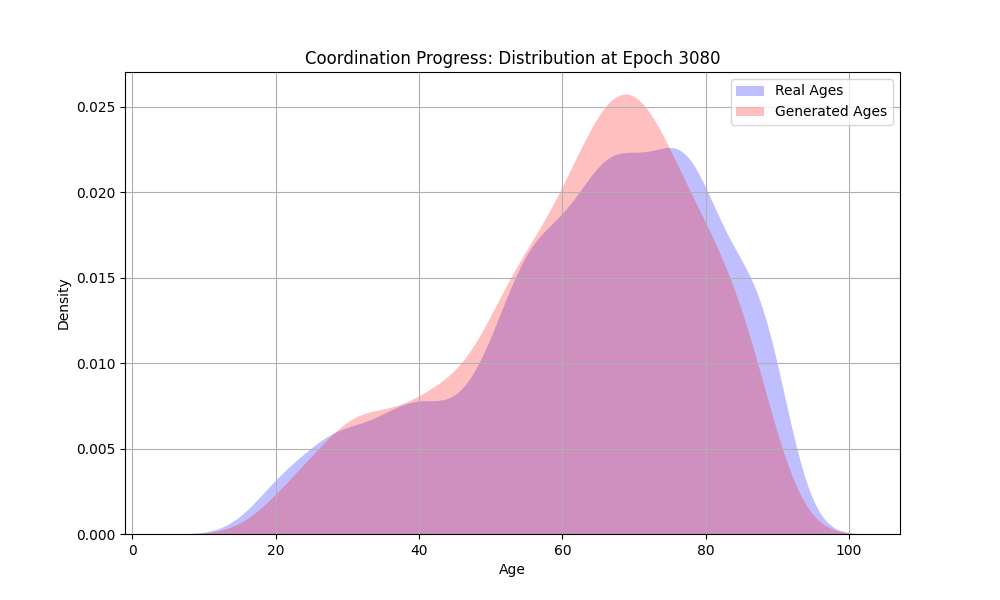 Coordination Progress: Distribution at Epoch 3080
Real Ages
Generated Ages
0.025
0.020
0.015
0.010
0.005
0.000
Density
0 20 40 60 80 100
Age